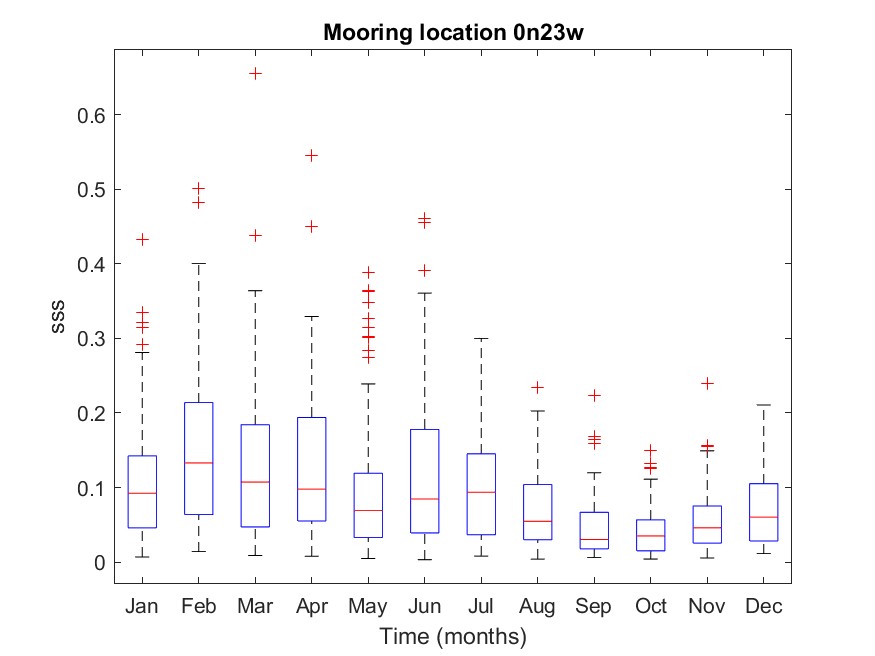 Mooring location 0n23w
sss
0.6
0.5
0.4
0.3
0.2
0.1
0
Jan Feb Mar Apr May Jun Jul Aug Sep Oct Nov Dec
Time (months)